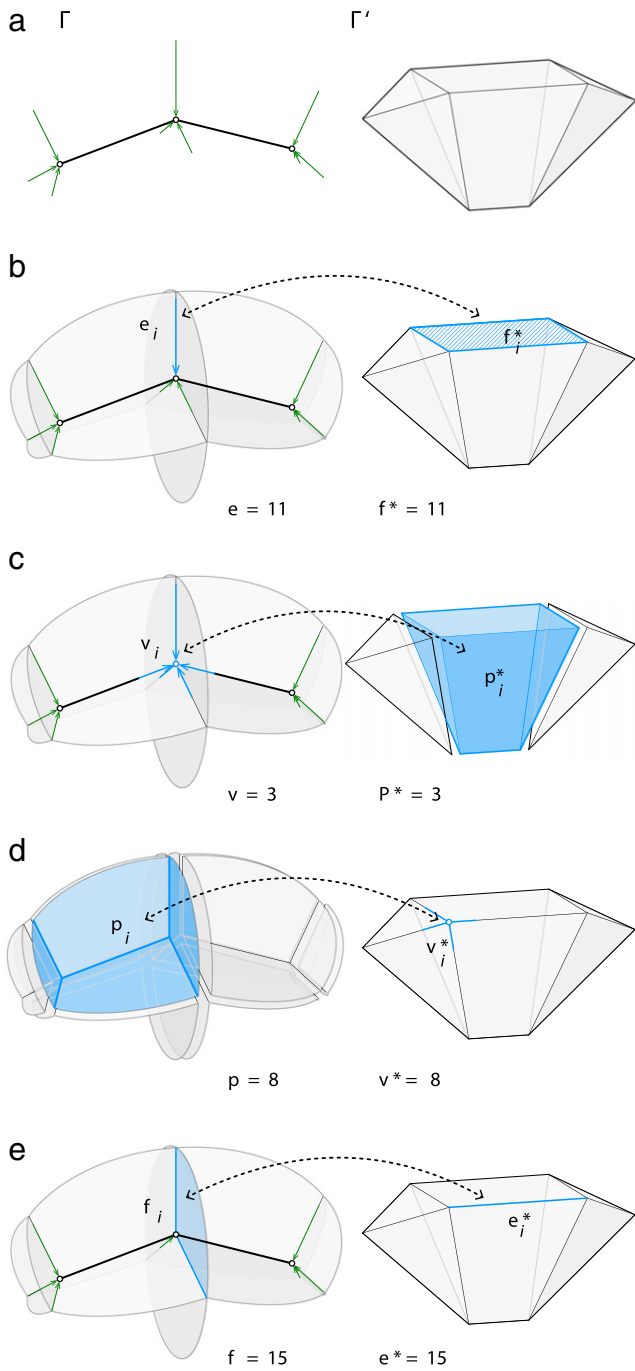 a Γ Γ'
b
e i f * i
e = 11 f* = 11
c
v i p * i
v = 3 P* = 3
d
p i v * i
p = 8 v* = 8
e
f i e * i
f = 15 e* = 15